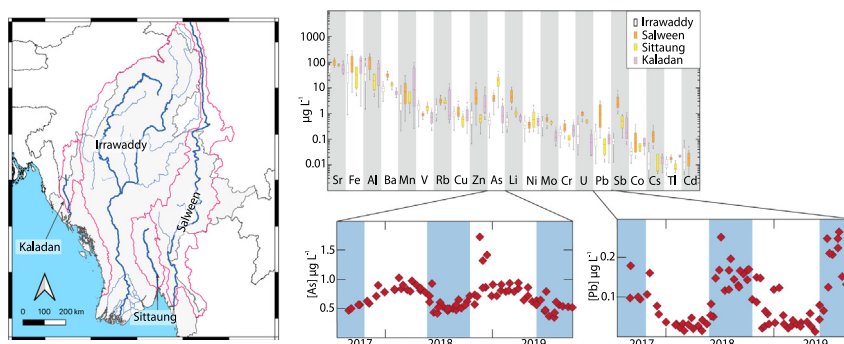 Irrawaddy
Salween
Kaladan
Sittaung
0 100 200 km
µg L⁻¹
1000
100
10
1
0.1
0.01
Irrawaddy
Salween
Sittaung
Kaladan
Sr Fe Al Ba Mn V Rb Cu Zn As Li Ni Mo Cr U Pb Sb Co Cs Tl Cd
[As] µg L⁻¹
1.5
1.0
0.5
2017 2018 2019
[Pb] µg L⁻¹
0.2
0.1
2017 2018 2019